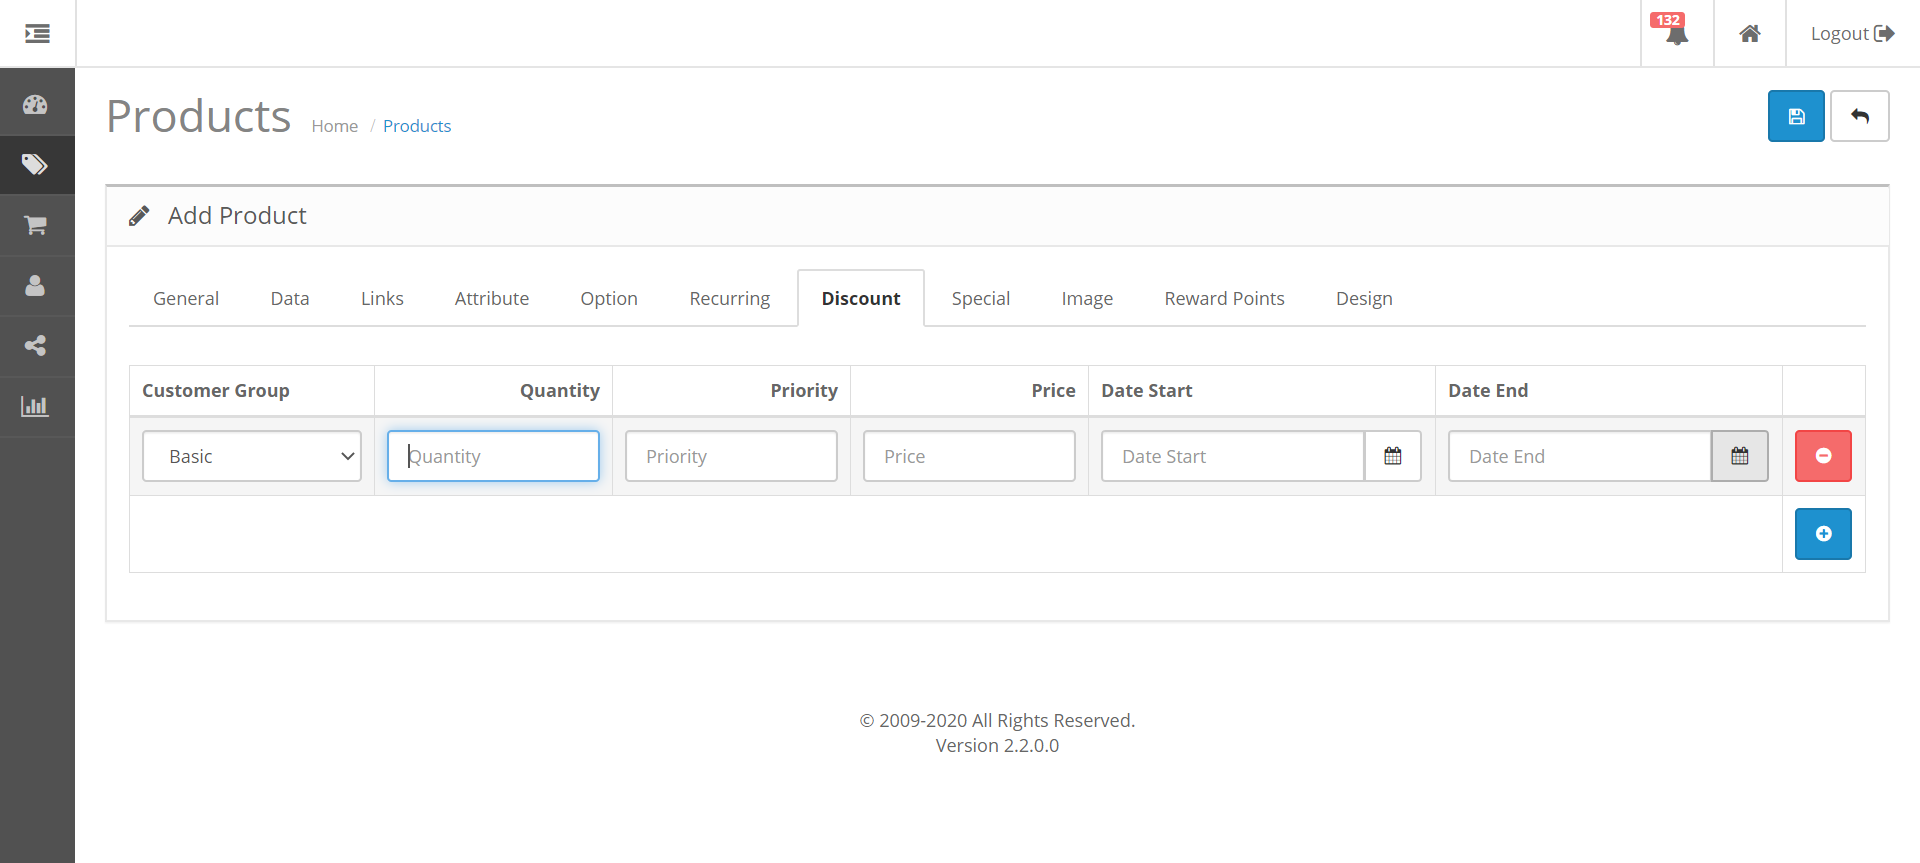 132
Logout
Products Home / Products
Add Product
General Data Links Attribute Option Recurring Discount Special Image Reward Points Design
Customer Group Quantity Priority Price Date Start Date End
Basic Quantity Priority Price Date Start Date End
© 2009-2020 All Rights Reserved.
Version 2.2.0.0